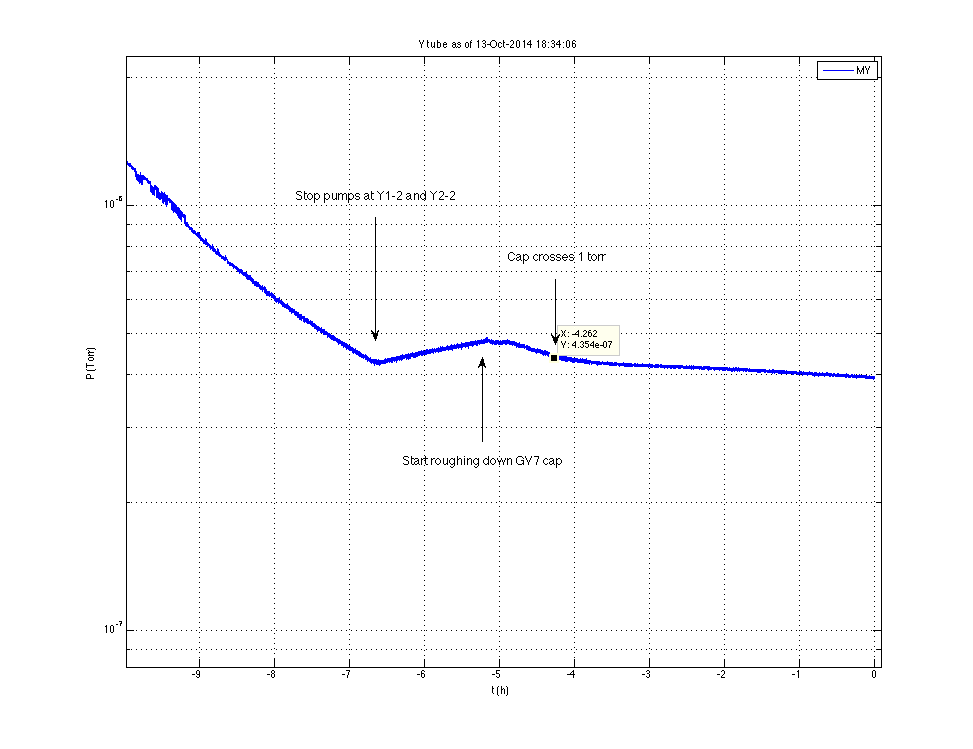 Y tube as of 13-Oct-2014 18:34:06
MY
Stop pumps at Y1-2 and Y2-2
10⁻⁶
Cap crosses 1 torr
X: -4.262
Y: 4.354e-07
P (Torr)
Start roughing down GV7 cap
10⁻⁷
-9 -8 -7 -6 -5 -4 -3 -2 -1 0
t (h)